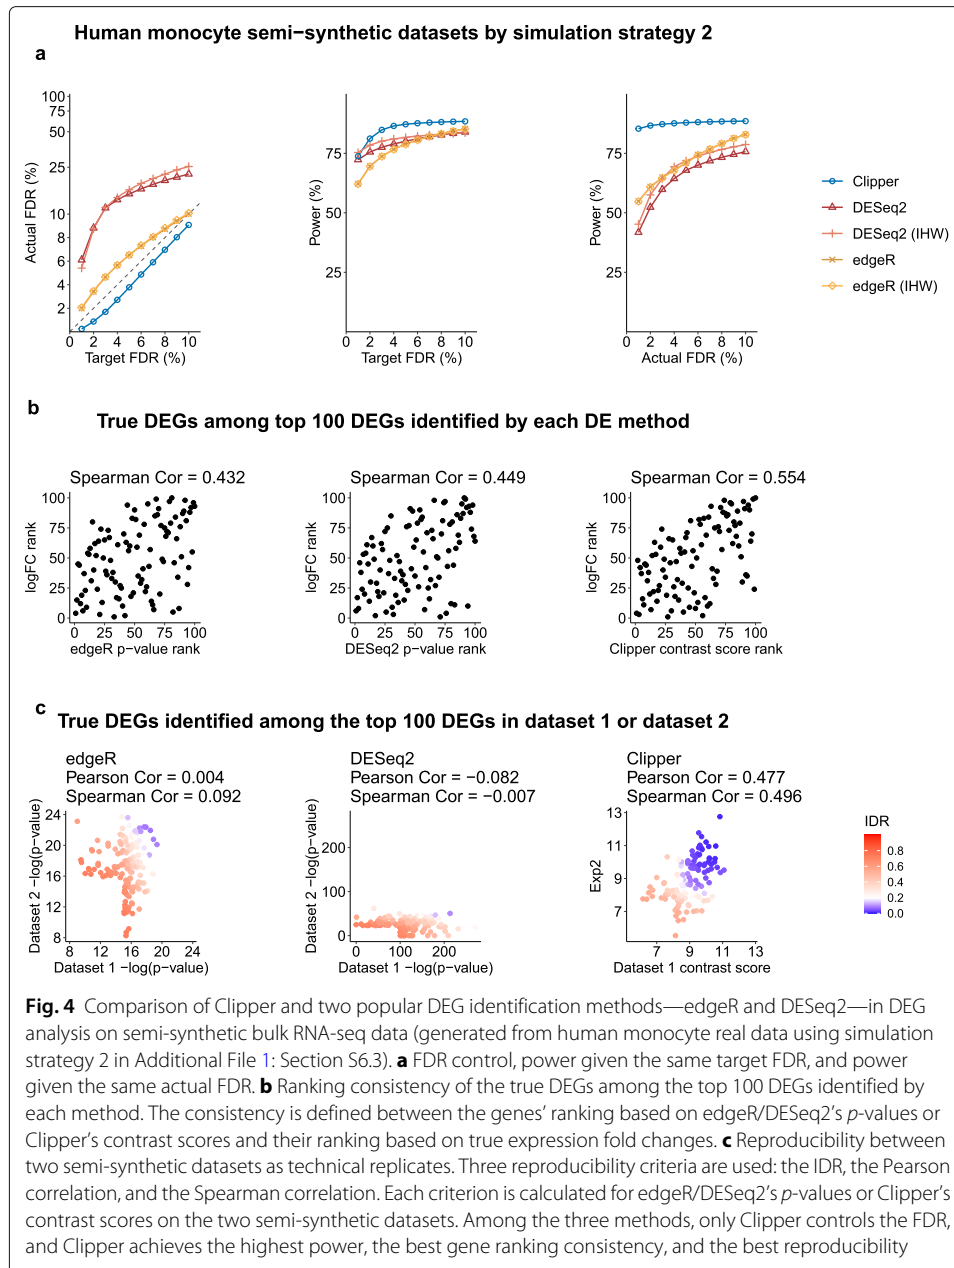 Human monocyte semi−synthetic datasets by simulation strategy 2
a
100
75
50
25
10
8
6
4
2
0 2 4 6 8 10
Actual FDR (%)
Target FDR (%)
75
50
25
0 2 4 6 8 10
Power (%)
Target FDR (%)
75
50
25
0 2 4 6 8 10
Power (%)
Actual FDR (%)
Clipper
DESeq2
DESeq2 (IHW)
edgeR
edgeR (IHW)
b
True DEGs among top 100 DEGs identified by each DE method
Spearman Cor = 0.432
100
75
50
25
0
0 25 50 75 100
logFC rank
edgeR p−value rank
Spearman Cor = 0.449
100
75
50
25
0
0 25 50 75 100
logFC rank
DESeq2 p−value rank
Spearman Cor = 0.554
100
75
50
25
0
0 25 50 75 100
logFC rank
Clipper contrast score rank
c
True DEGs identified among the top 100 DEGs in dataset 1 or dataset 2
edgeR
Pearson Cor = 0.004
Spearman Cor = 0.092
24
20
16
12
8
8 12 16 20 24
Dataset 2 −log(p−value)
Dataset 1 −log(p−value)
DESeq2
Pearson Cor = −0.082
Spearman Cor = −0.007
200
100
0
0 100 200
Dataset 2 −log(p−value)
Dataset 1 −log(p−value)
Clipper
Pearson Cor = 0.477
Spearman Cor = 0.496
13
11
9
7
7 9 11 13
Exp2
Dataset 1 contrast score
IDR
0.8
0.6
0.4
0.2
0.0
Fig. 4 Comparison of Clipper and two popular DEG identification methods—edgeR and DESeq2—in DEG
analysis on semi-synthetic bulk RNA-seq data (generated from human monocyte real data using simulation
strategy 2 in Additional File 1: Section S6.3). a FDR control, power given the same target FDR, and power
given the same actual FDR. b Ranking consistency of the true DEGs among the top 100 DEGs identified by
each method. The consistency is defined between the genes' ranking based on edgeR/DESeq2's p-values or
Clipper's contrast scores and their ranking based on true expression fold changes. c Reproducibility between
two semi-synthetic datasets as technical replicates. Three reproducibility criteria are used: the IDR, the Pearson
correlation, and the Spearman correlation. Each criterion is calculated for edgeR/DESeq2's p-values or Clipper's
contrast scores on the two semi-synthetic datasets. Among the three methods, only Clipper controls the FDR,
and Clipper achieves the highest power, the best gene ranking consistency, and the best reproducibility